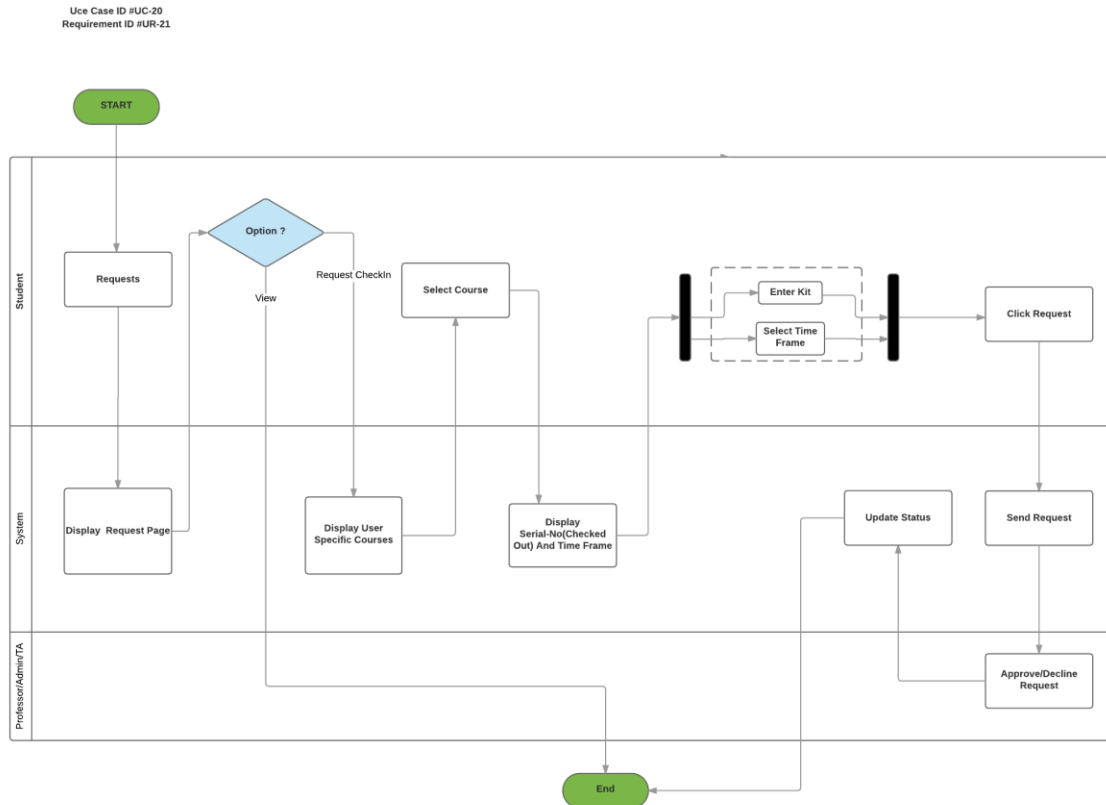 Uce Case ID #UC-20
Requirement ID #UR-21
START
Student
Requests
Option ?
View
Request CheckIn
Select Course
Enter Kit
Select Time
Frame
Click Request
System
Display  Request Page
Display User
Specific Courses
Display
Serial-No(Checked
Out) And Time Frame
Update Status
Send Request
Professor/Admin/TA
Approve/Decline
Request
End